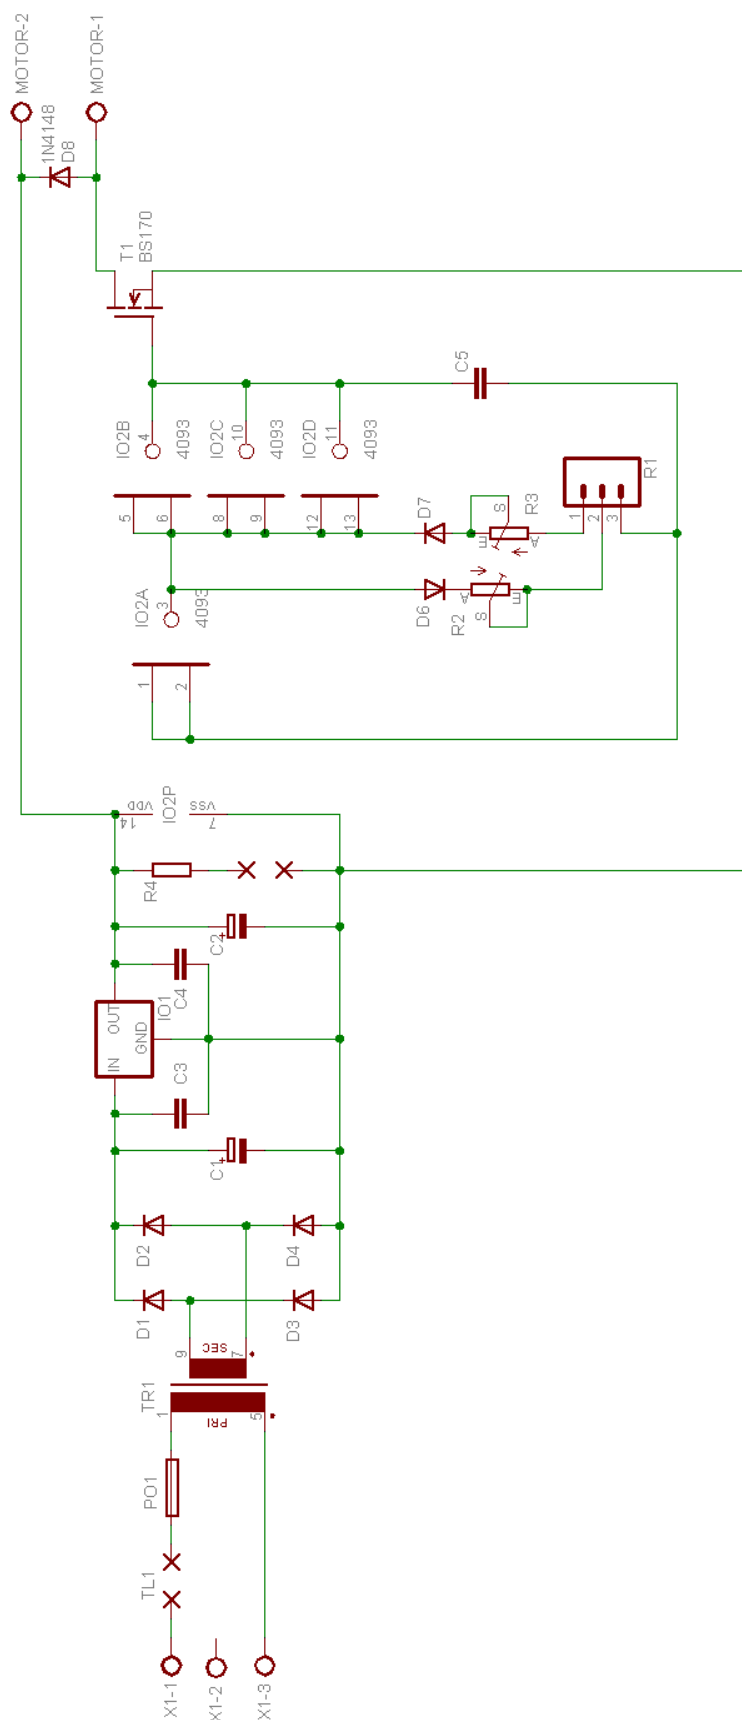 MOTOR-2
MOTOR-1
1N4148
D8
T1
BS170
C5
IO2B
4
4093
IO2C
10
4093
IO2D
11
4093
5
6
8
9
12
13
D7
S
E
A
R3
1
2
3
R1
IO2A
3
4093
D6
A
S
E
R2
1
2
14
VDD
IO2P
VSS
7
R4
C2
+
C4
IO1
OUT
GND
IN
C3
C1
+
D2
D4
D1
D3
9
SEC
7
TR1
1
PRI
5
PO1
TL1
X1-1
X1-2
X1-3